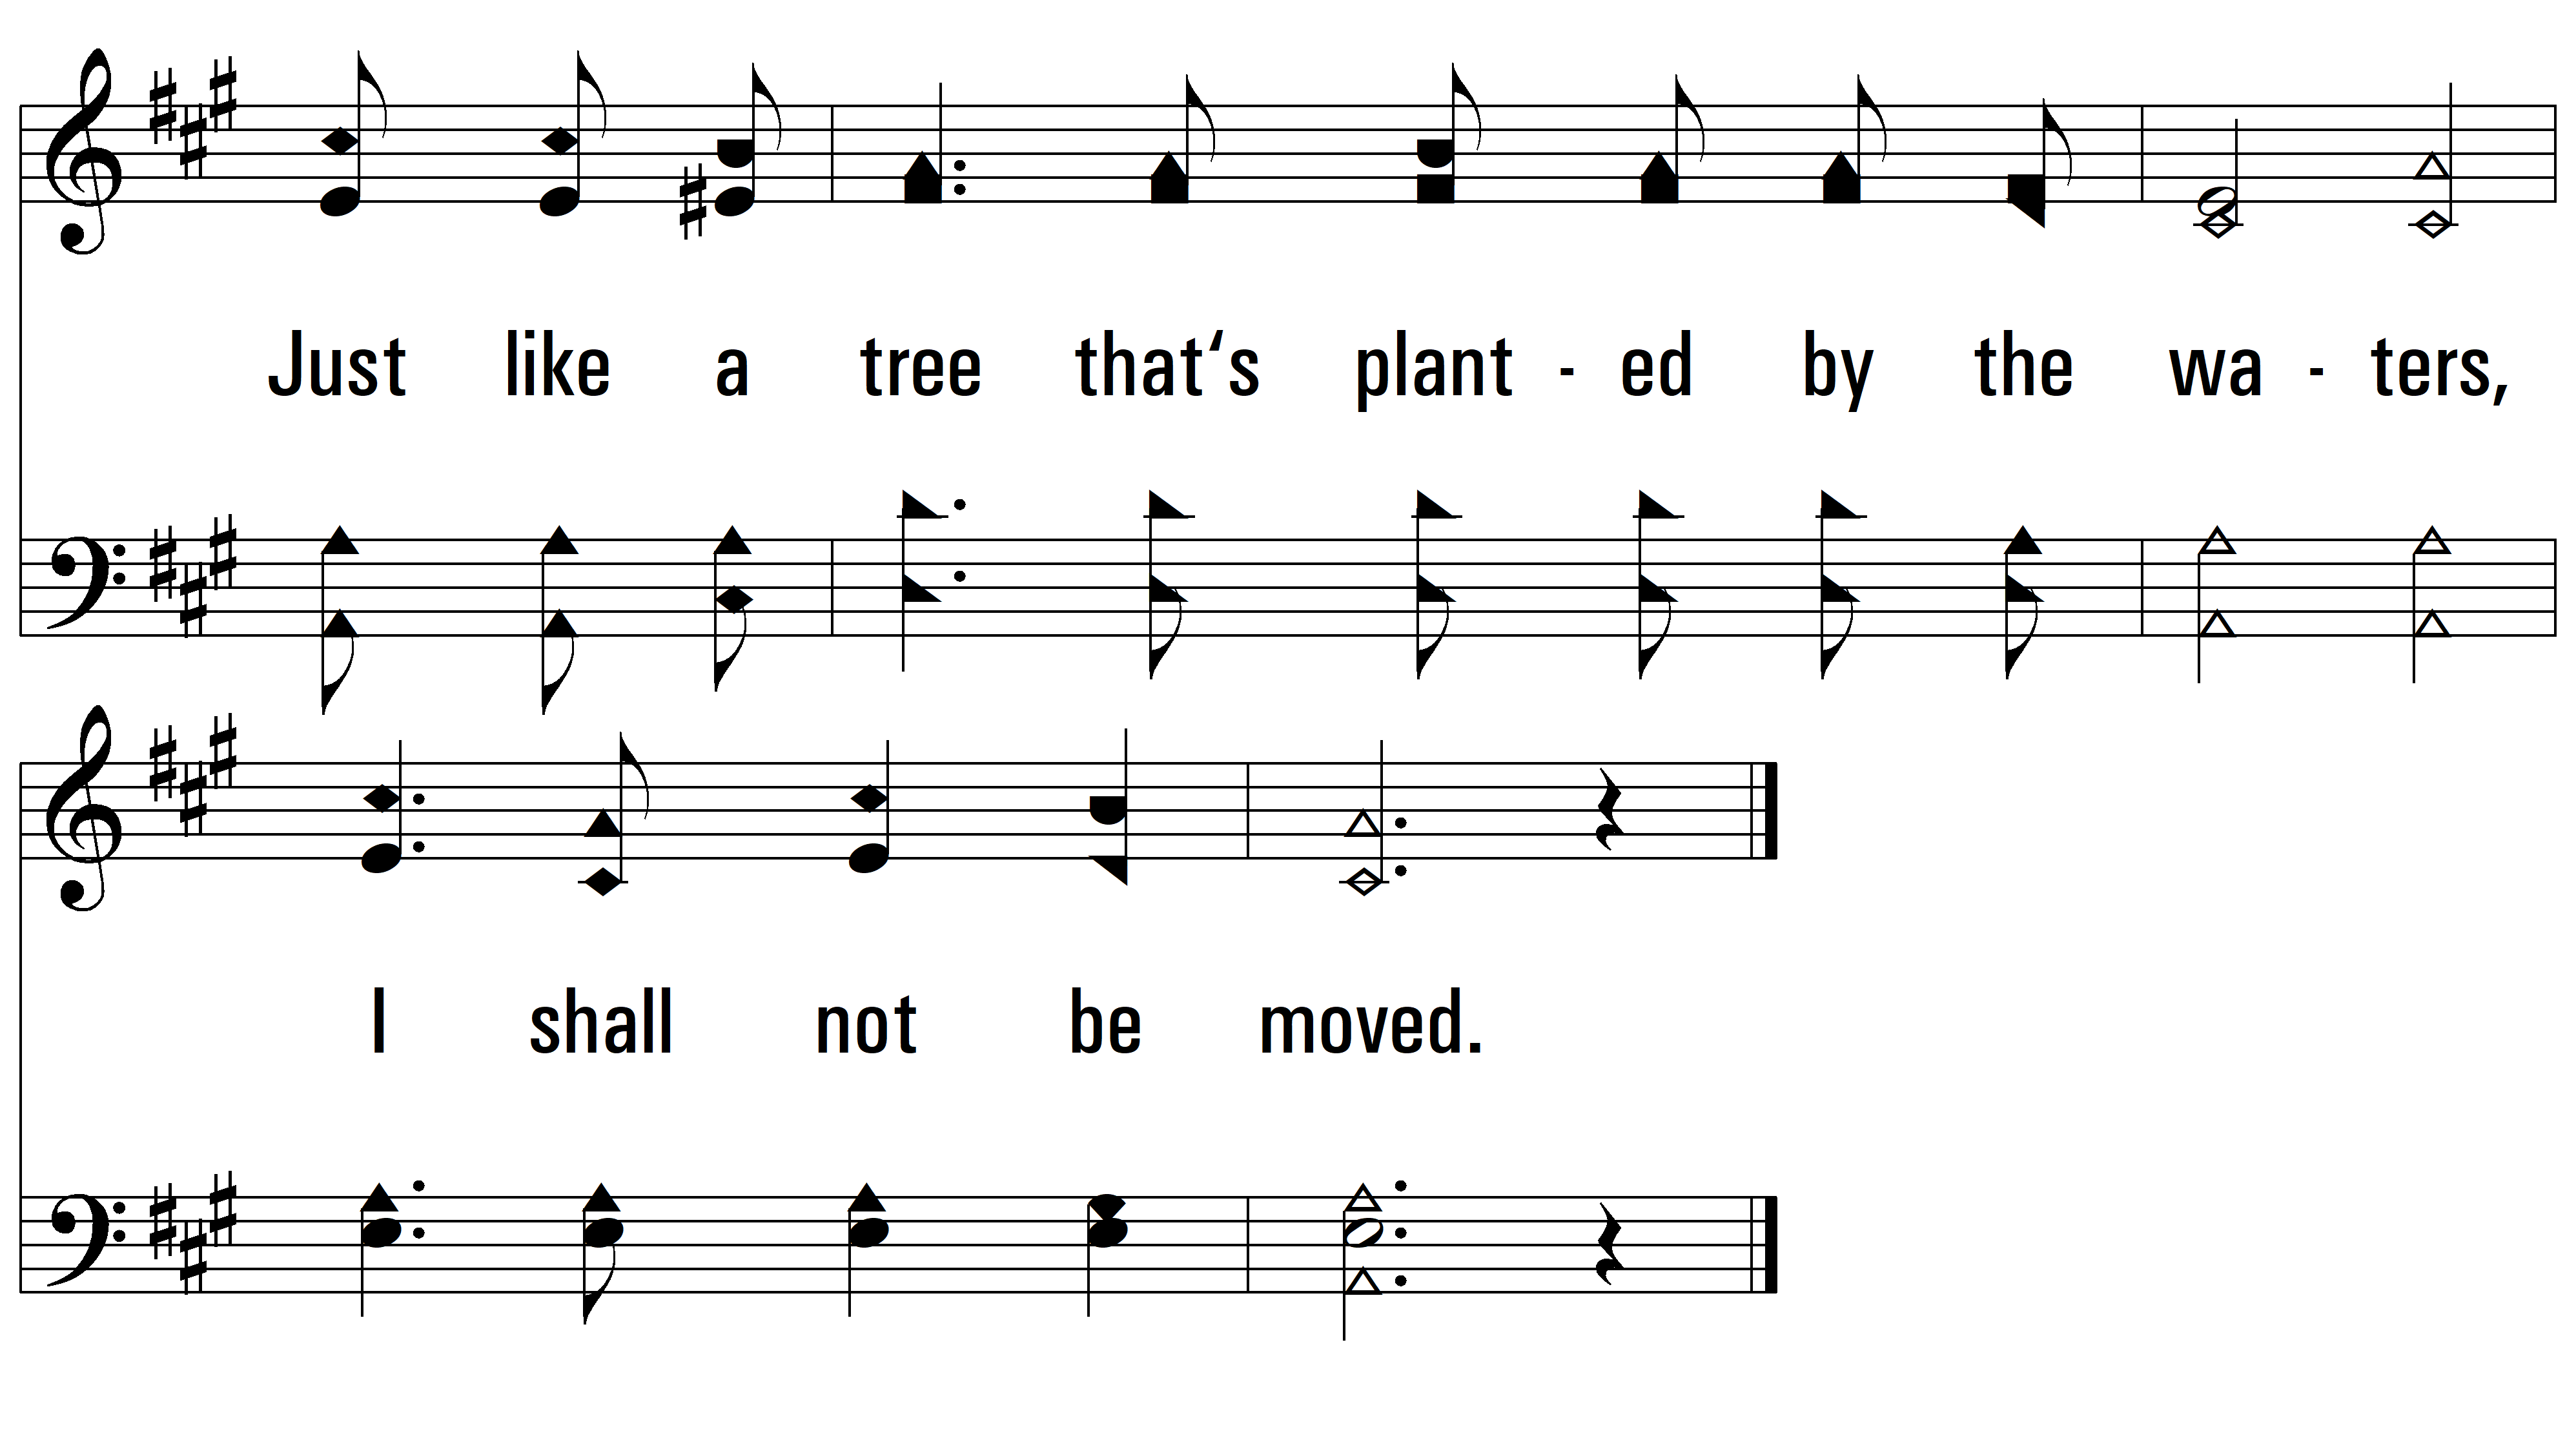 Just like a tree that‘s plant - ed by the wa - ters,
I shall not be moved.